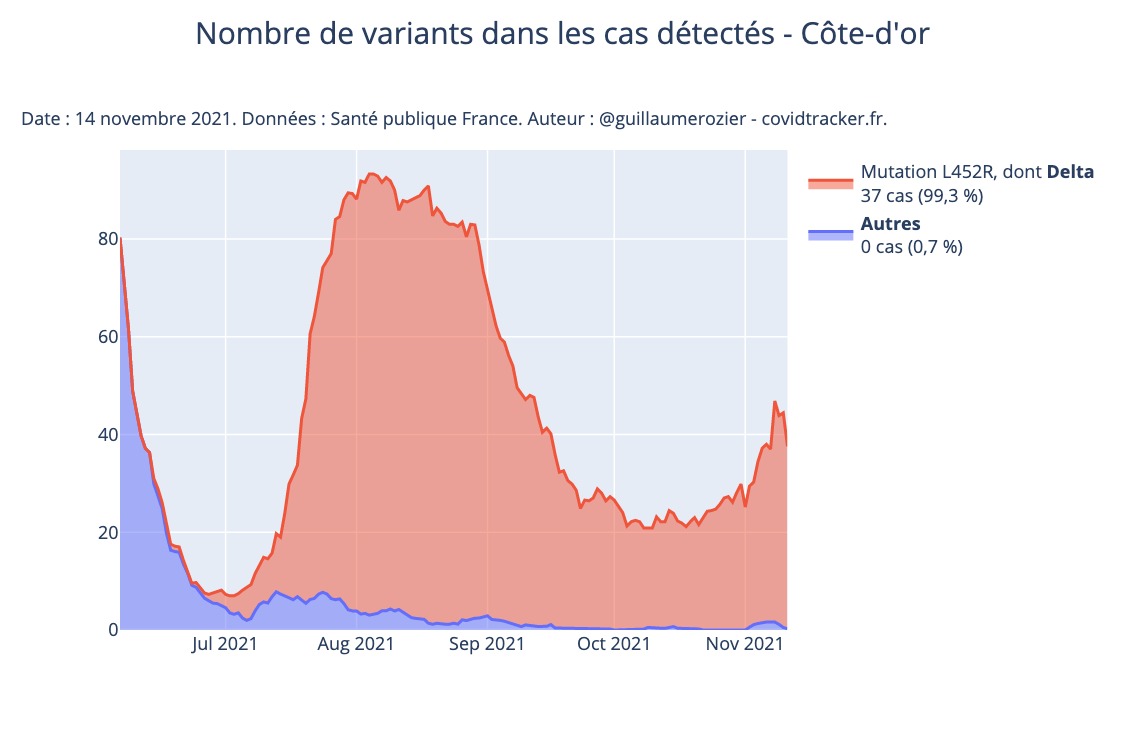 Nombre de variants dans les cas détectés - Côte-d'or
Date : 14 novembre 2021. Données : Santé publique France. Auteur : @guillaumerozier - covidtracker.fr.
Mutation L452R, dont Delta
37 cas (99,3 %)
Autres
0 cas (0,7 %)
80
60
40
20
0
Jul 2021 Aug 2021 Sep 2021 Oct 2021 Nov 2021